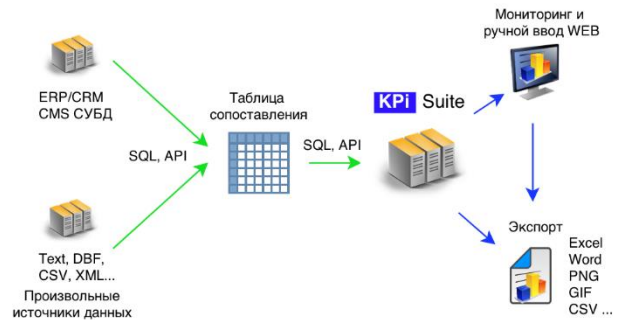 ERP/CRM
CMS СУБД
SQL, API
Text, DBF,
CSV, XML...
Произвольные
источники данных
Таблица
сопоставления
SQL, API
KPi Suite
Мониторинг и
ручной ввод WEB
Экспорт
Excel
Word
PNG
GIF
CSV ...